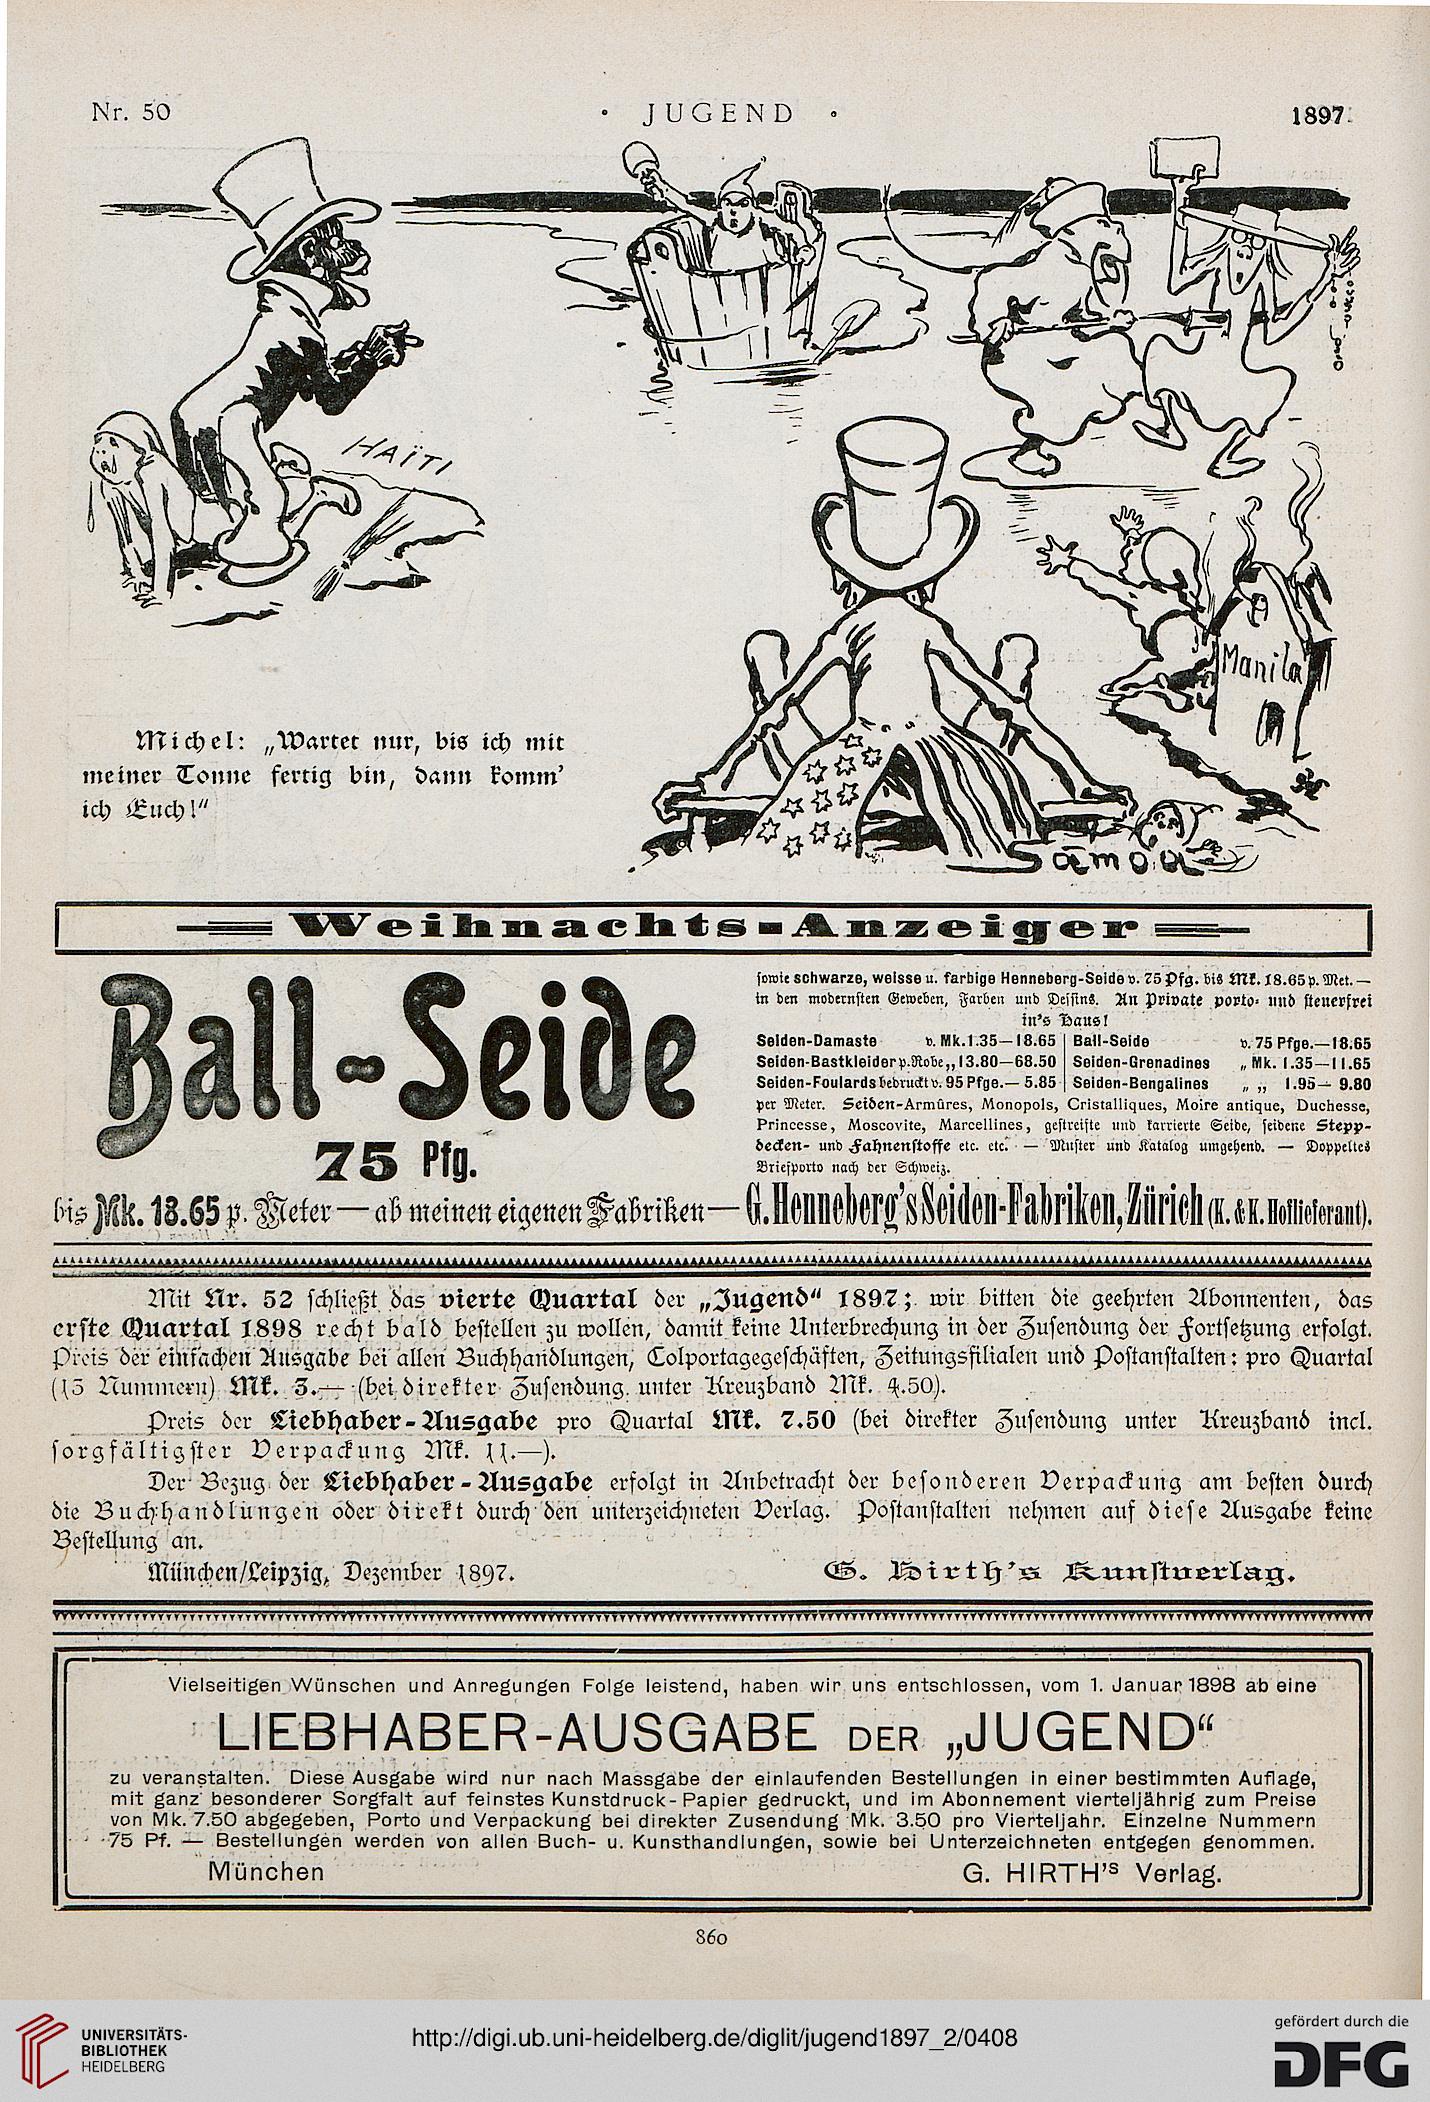 Nr. 50 • JUGEND • 1897
HAÏTI
Manila
Samoa
Michel: „Wartet nur, bis ich mit
meiner Tonne fertig bin, dann komm'
ich Euch!"
Weihnachts-Anzeiger
Ball-Seide
75 Pfg.
sowie schwarze, weisse u. farbige Henneberg-Seide v. 75 Pfg. bis Mk. 18.65 p. Met. —
in den modernsten Geweben, Farben und Dessins. An Private porto- und steuerfrei
in's Haus!
Seiden-Damaste v. Mk. 1.35—18.65 | Ball-Seide v. 75 Pfge.—18.65
Seiden-Bastkleider p. Robe „ 13.80—68.50 | Seiden-Grenadines „ Mk. 1.35—11.65
Seiden-Foulards bedruckt v. 95 Pfge.— 5.85 | Seiden-Bengalines „ „ 1.95— 9.80
per Meter. Seiden-Armûres, Monopols, Cristalliques, Moire antique, Duchesse,
Princesse, Moscovite, Marcellines, gestreifte und karrierte Seide, seidene Stepp-
decken- und Fahnenstoffe etc. etc. — Muster und Katalog umgehend. — Doppeltes
Briefporto nach der Schweiz.
bis Mk. 18.65 p. Meter — ab meinen eigenen Fabriken — G. Henneberg's Seiden-Fabriken, Zürich (K. & K. Hoflieferant).
Mit Nr. 52 schließt das vierte Quartal der „Jugend" 1897; wir bitten die geehrten Abonnenten, das
erste Quartal 1898 recht bald bestellen zu wollen, damit keine Unterbrechung in der Zusendung der Fortsetzung erfolgt.
Preis der einfachen Ausgabe bei allen Buchhandlungen, Colportagegeschäften, Zeitungsfilialen und Postanstalten: pro Quartal
(13 Nummern) Mk. 3.— (bei direkter Zusendung unter Kreuzband Mk. 4.50).
Preis der Liebhaber-Ausgabe pro Quartal Mk. 7.50 (bei direkter Zusendung unter Kreuzband incl.
sorgfältigster Verpackung Mk. 11.—).
Der Bezug der Liebhaber-Ausgabe erfolgt in Anbetracht der besonderen Verpackung am besten durch
die Buchhandlungen oder direkt durch den unterzeichneten Verlag. Postanstalten nehmen auf diese Ausgabe keine
Bestellung an.
München/Leipzig, Dezember 1897. G. Hirth's Kunstverlag.
Vielseitigen Wünschen und Anregungen Folge leistend, haben wir uns entschlossen, vom 1. Januar 1898 ab eine
LIEBHABER-AUSGABE DER „JUGEND"
zu veranstalten. Diese Ausgabe wird nur nach Massgabe der einlaufenden Bestellungen in einer bestimmten Auflage,
mit ganz besonderer Sorgfalt auf feinstes Kunstdruck-Papier gedruckt, und im Abonnement vierteljährig zum Preise
von Mk. 7.50 abgegeben, Porto und Verpackung bei direkter Zusendung Mk. 3.50 pro Vierteljahr. Einzelne Nummern
75 Pf. — Bestellungen werden von allen Buch- u. Kunsthandlungen, sowie bei Unterzeichneten entgegen genommen.
München G. HIRTH'S Verlag.
860
UNIVERSITÄTS-
BIBLIOTHEK
HEIDELBERG
http://digi.ub.uni-heidelberg.de/diglit/jugend1897_2/0408
gefördert durch die
DFG